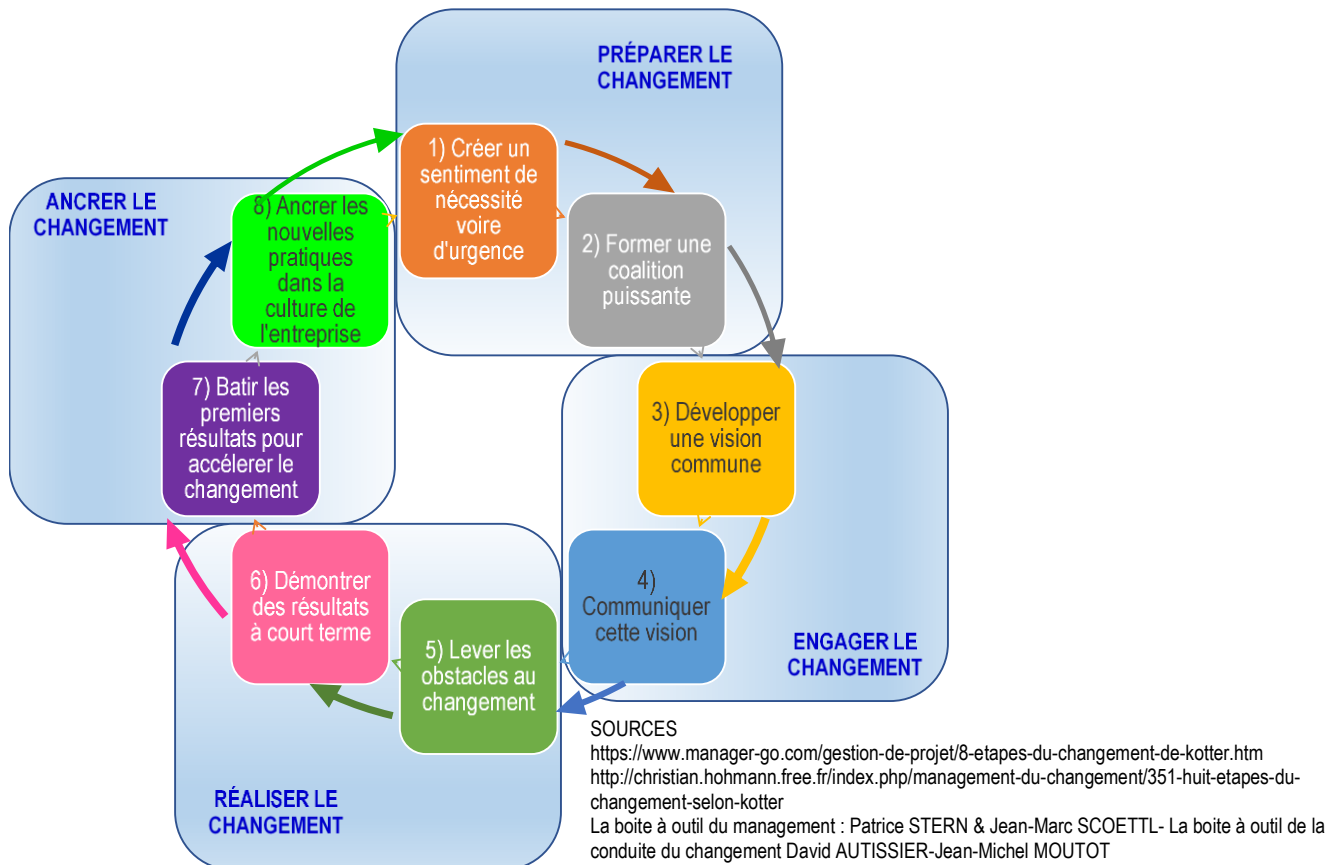 PRÉPARER LE
CHANGEMENT
1) Créer un
sentiment de
nécessité
voire
d'urgence
2) Former une
coalition
puissante
3) Développer
une vision
commune
4)
Communiquer
cette vision
ENGAGER LE
CHANGEMENT
5) Lever les
obstacles au
changement
6) Démontrer
des résultats
à court terme
RÉALISER LE
CHANGEMENT
7) Batir les
premiers
résultats pour
accélerer le
changement
8) Ancrer les
nouvelles
pratiques
dans la
culture de
l'entreprise
ANCRER LE
CHANGEMENT
SOURCES
https://www.manager-go.com/gestion-de-projet/8-etapes-du-changement-de-kotter.htm
http://christian.hohmann.free.fr/index.php/management-du-changement/351-huit-etapes-du-
changement-selon-kotter
La boite à outil du management : Patrice STERN & Jean-Marc SCOETTL- La boite à outil de la
conduite du changement David AUTISSIER-Jean-Michel MOUTOT